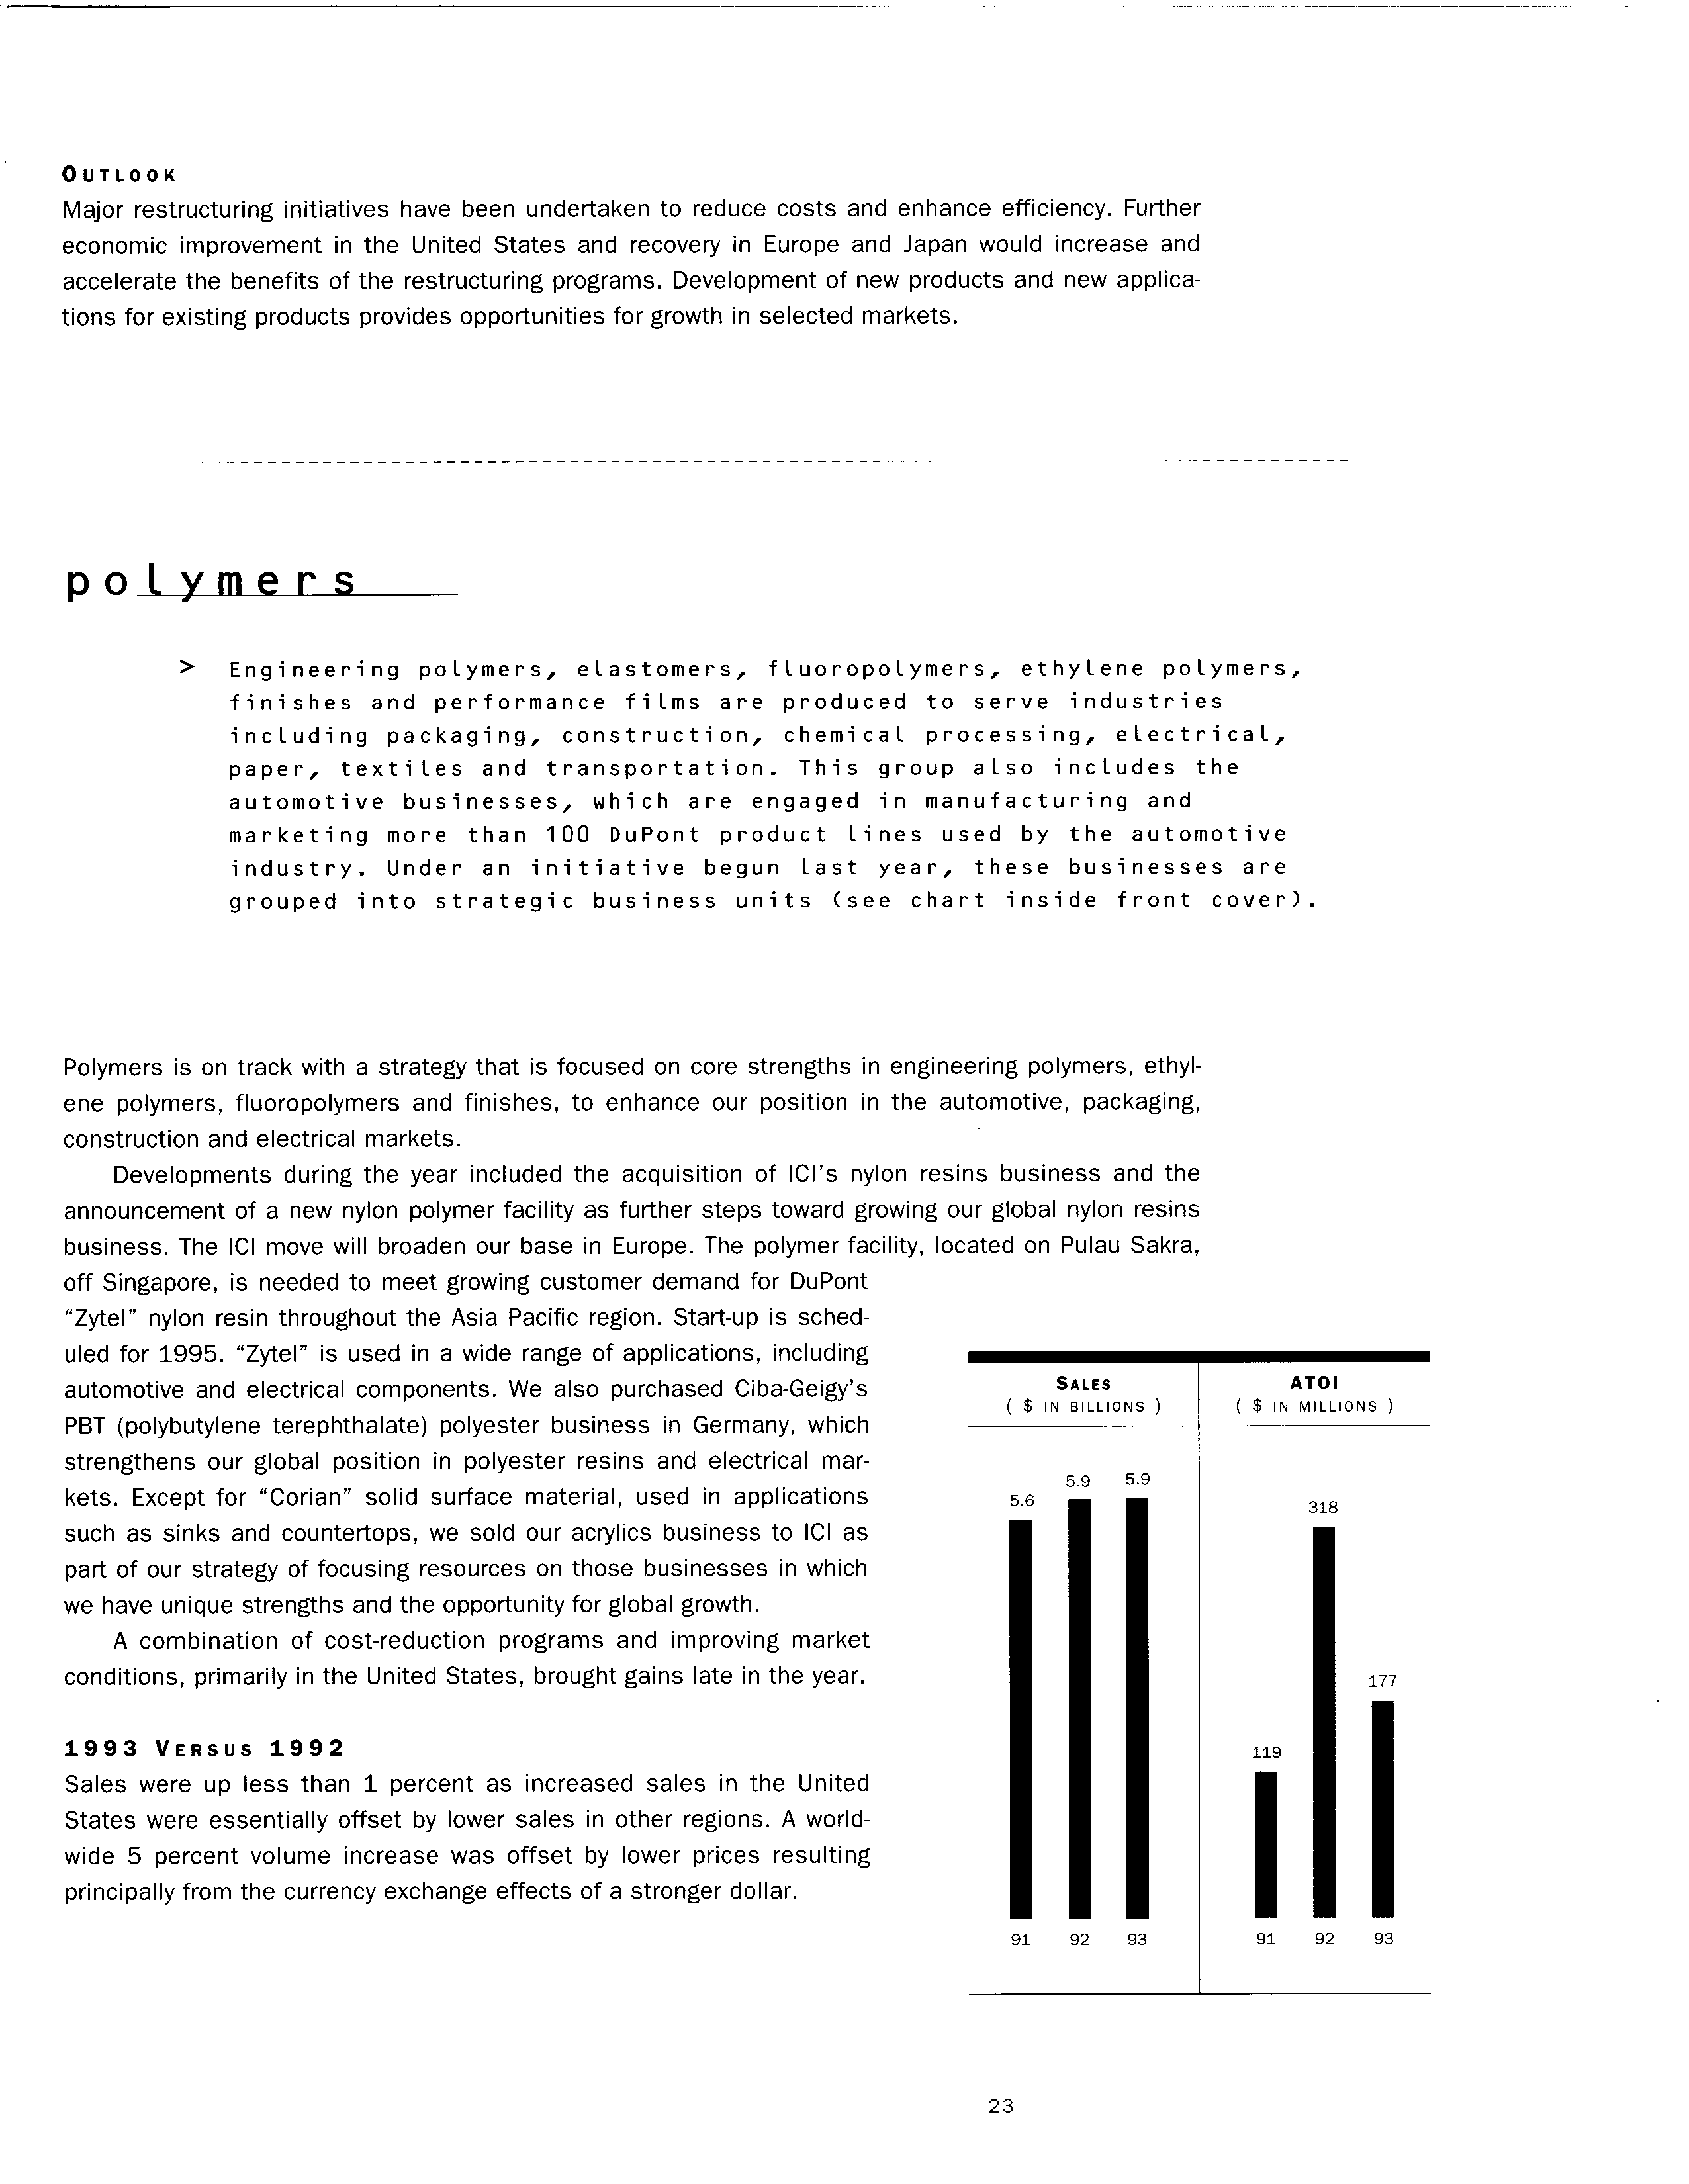 OUTLOOK
Major restructuring initiatives have been undertaken to reduce costs and enhance efficiency. Further
economic improvement in the United States and recovery in Europe and Japan would increase and
accelerate the benefits of the restructuring programs. Development of new products and new applica-
tions for existing products provides opportunities for growth in selected markets.
polymers
> Engineering polymers, elastomers, fluoropolymers, ethylene polymers,
finishes and performance films are produced to serve industries
including packaging, construction, chemical processing, electrical,
paper, textiles and transportation. This group also includes the
automotive businesses, which are engaged in manufacturing and
marketing more than 100 DuPont product lines used by the automotive
industry. Under an initiative begun last year, these businesses are
grouped into strategic business units (see chart inside front cover).
Polymers is on track with a strategy that is focused on core strengths in engineering polymers, ethyl-
ene polymers, fluoropolymers and finishes, to enhance our position in the automotive, packaging,
construction and electrical markets.
Developments during the year included the acquisition of ICI's nylon resins business and the
announcement of a new nylon polymer facility as further steps toward growing our global nylon resins
business. The ICI move will broaden our base in Europe. The polymer facility, located on Pulau Sakra,
off Singapore, is needed to meet growing customer demand for DuPont
“Zytel” nylon resin throughout the Asia Pacific region. Start-up is sched-
uled for 1995. “Zytel” is used in a wide range of applications, including
automotive and electrical components. We also purchased Ciba-Geigy's
PBT (polybutylene terephthalate) polyester business in Germany, which
strengthens our global position in polyester resins and electrical mar-
kets. Except for “Corian” solid surface material, used in applications
such as sinks and countertops, we sold our acrylics business to ICI as
part of our strategy of focusing resources on those businesses in which
we have unique strengths and the opportunity for global growth.
A combination of cost-reduction programs and improving market
conditions, primarily in the United States, brought gains late in the year.
1993 VERSUS 1992
Sales were up less than 1 percent as increased sales in the United
States were essentially offset by lower sales in other regions. A world-
wide 5 percent volume increase was offset by lower prices resulting
principally from the currency exchange effects of a stronger dollar.
SALES
( $ IN BILLIONS )
5.6 5.9 5.9
91 92 93
ATOI
( $ IN MILLIONS )
119 318 177
91 92 93
23